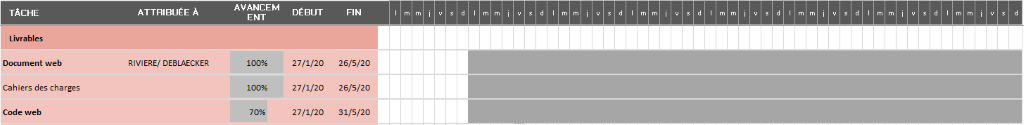 TÂCHE ATTRIBUÉE À AVANCEM ENT DÉBUT FIN l m m j v s d l m m j v s d l m m j v s d l m m j v s d l m m j v s d l m m j v s d l m m j v s d l m m j v s d
Livrables
Document web RIVIERE/ DEBLAECKER 100% 27/1/20 26/5/20
Cahiers des charges 100% 27/1/20 26/5/20
Code web 70% 27/1/20 31/5/20